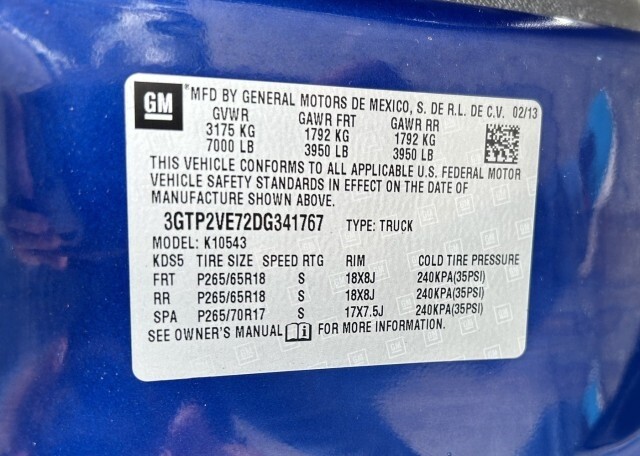 GM *MFD BY GENERAL MOTORS DE MEXICO, S. DE R.L. DE C.V. 02/13
GVWR GAWR FRT GAWR RR
3175 KG 1792 KG 1792 KG
7000 LB 3950 LB 3950 LB
THIS VEHICLE CONFORMS TO ALL APPLICABLE U.S. FEDERAL MOTOR
VEHICLE SAFETY STANDARDS IN EFFECT ON THE DATE OF
MANUFACTURE SHOWN ABOVE.
3GTP2VE72DG341767 TYPE: TRUCK
MODEL: K10543
KDS5 TIRE SIZE SPEED RTG RIM COLD TIRE PRESSURE
FRT P265/65R18 S 18X8J 240KPA(35PSI)
RR P265/65R18 S 18X8J 240KPA(35PSI)
SPA P265/70R17 S 17X7.5J 240KPA(35PSI)
SEE OWNER'S MANUAL FOR MORE INFORMATION.